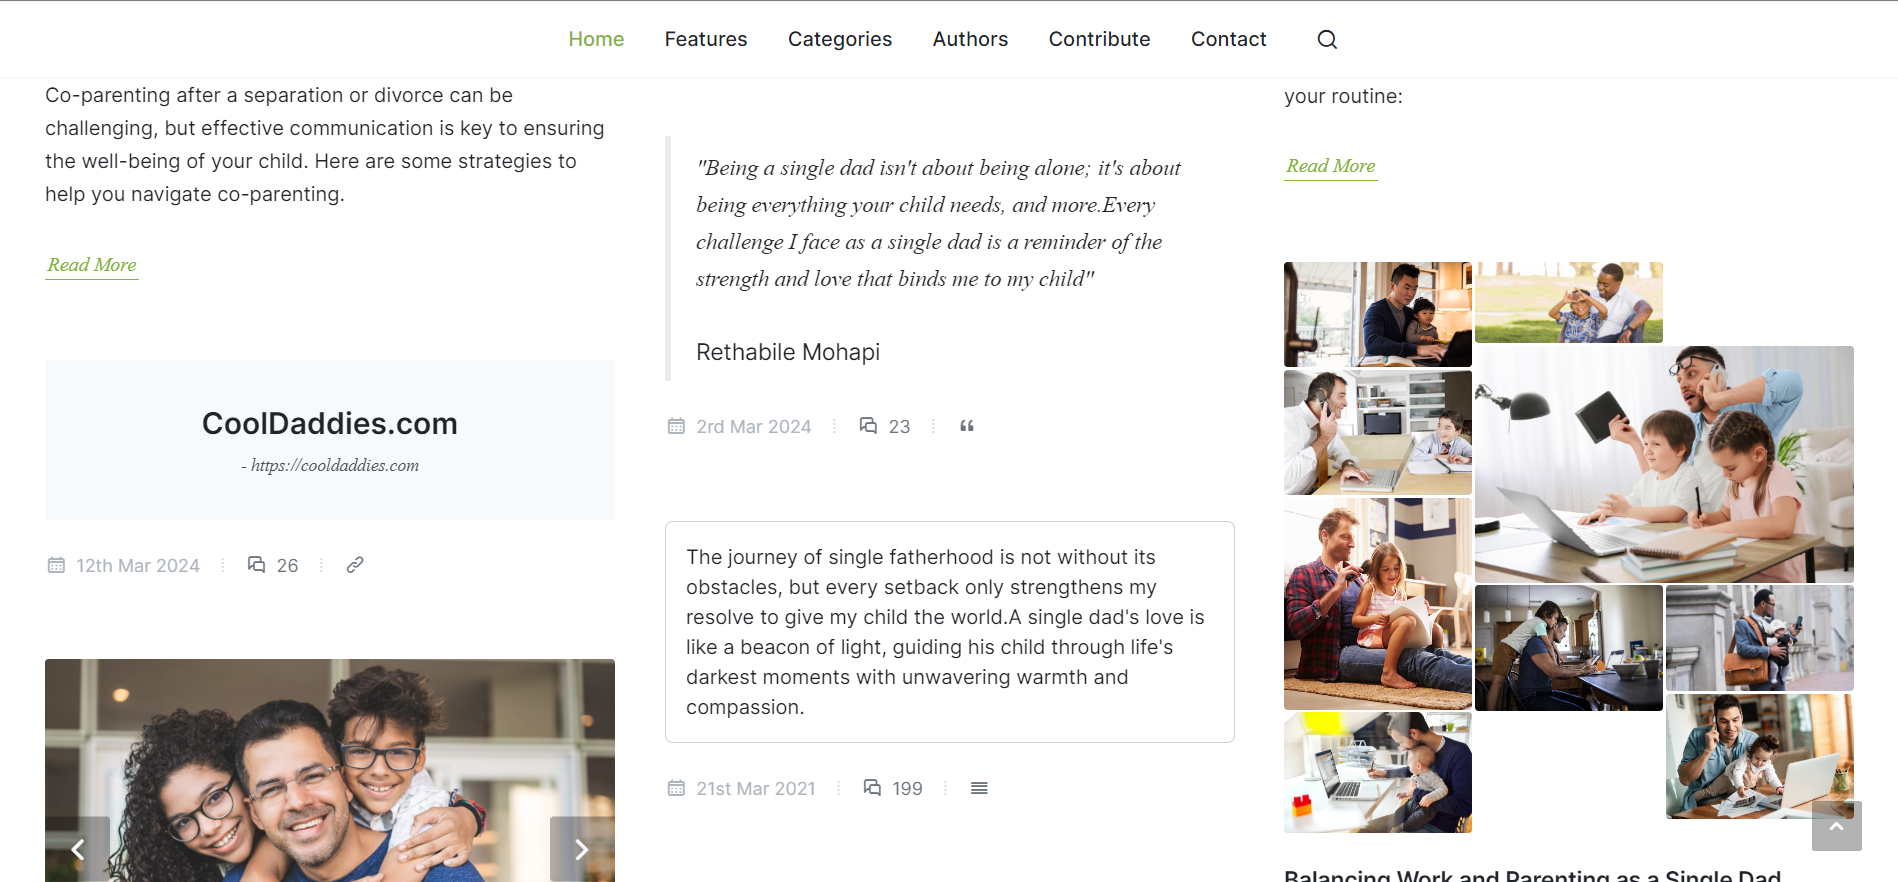 Home Features Categories Authors Contribute Contact
Co-parenting after a separation or divorce can be
challenging, but effective communication is key to ensuring
the well-being of your child. Here are some strategies to
help you navigate co-parenting.
Read More
CoolDaddies.com
- https://cooldaddies.com
12th Mar 2024 26
"Being a single dad isn't about being alone; it's about
being everything your child needs, and more.Every
challenge I face as a single dad is a reminder of the
strength and love that binds me to my child"
Rethabile Mohapi
2rd Mar 2024 23
The journey of single fatherhood is not without its
obstacles, but every setback only strengthens my
resolve to give my child the world.A single dad's love is
like a beacon of light, guiding his child through life's
darkest moments with unwavering warmth and
compassion.
21st Mar 2021 199
your routine:
Read More
Balancing Work and Parenting as a Single Dad